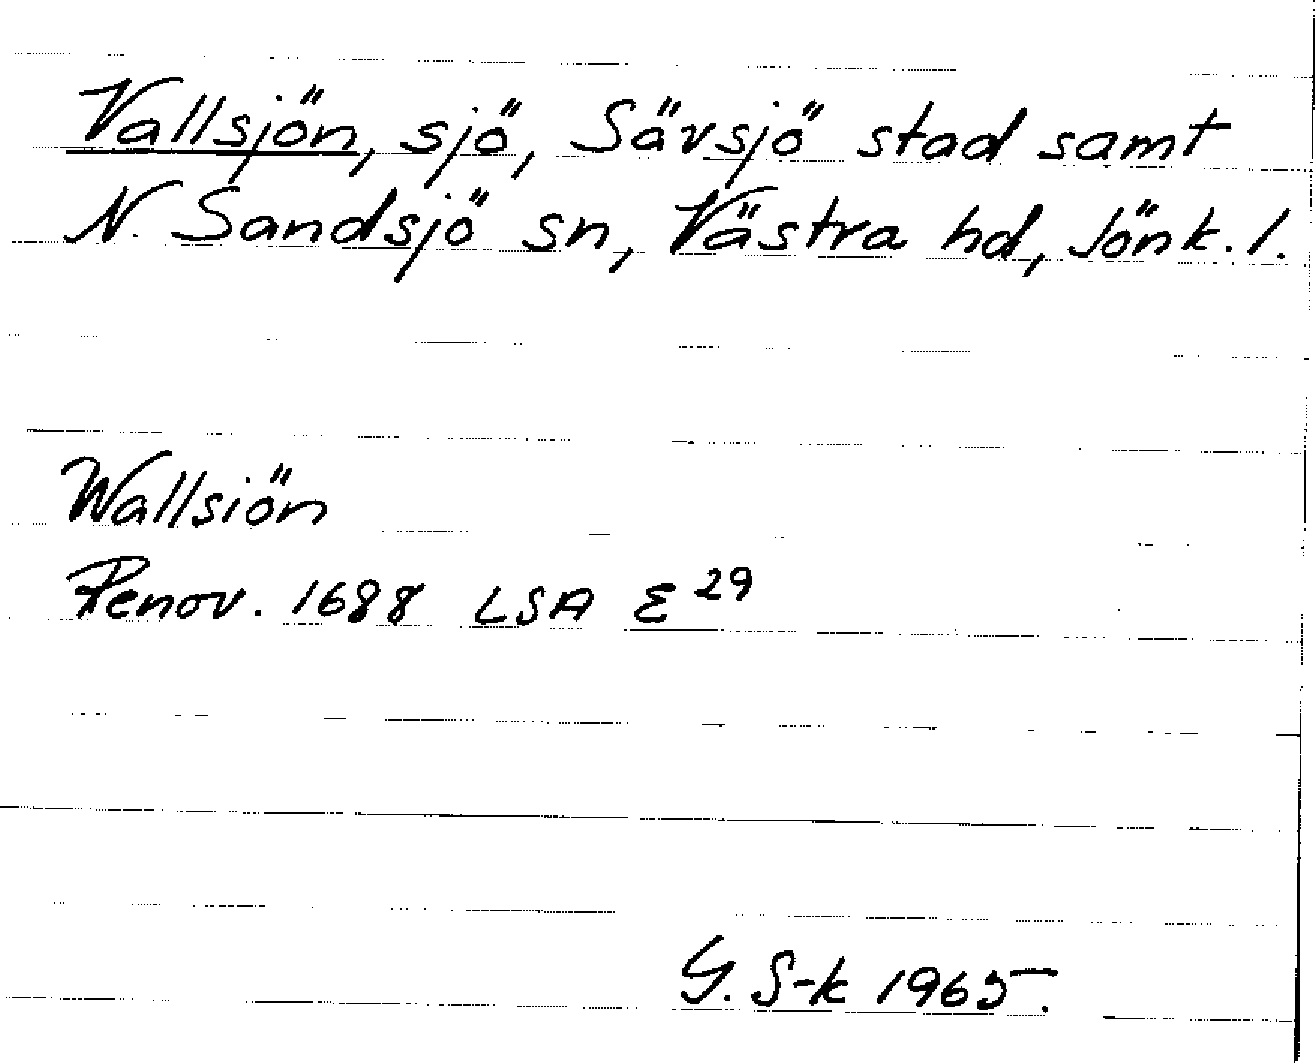 Vallsjön, sjö, Sävsjö stad samt
N. Sandsjö sn, Västra hd, Jönk. l.
Wallsiön
Renov. 1688 LSA E 29
G. S-k 1965.